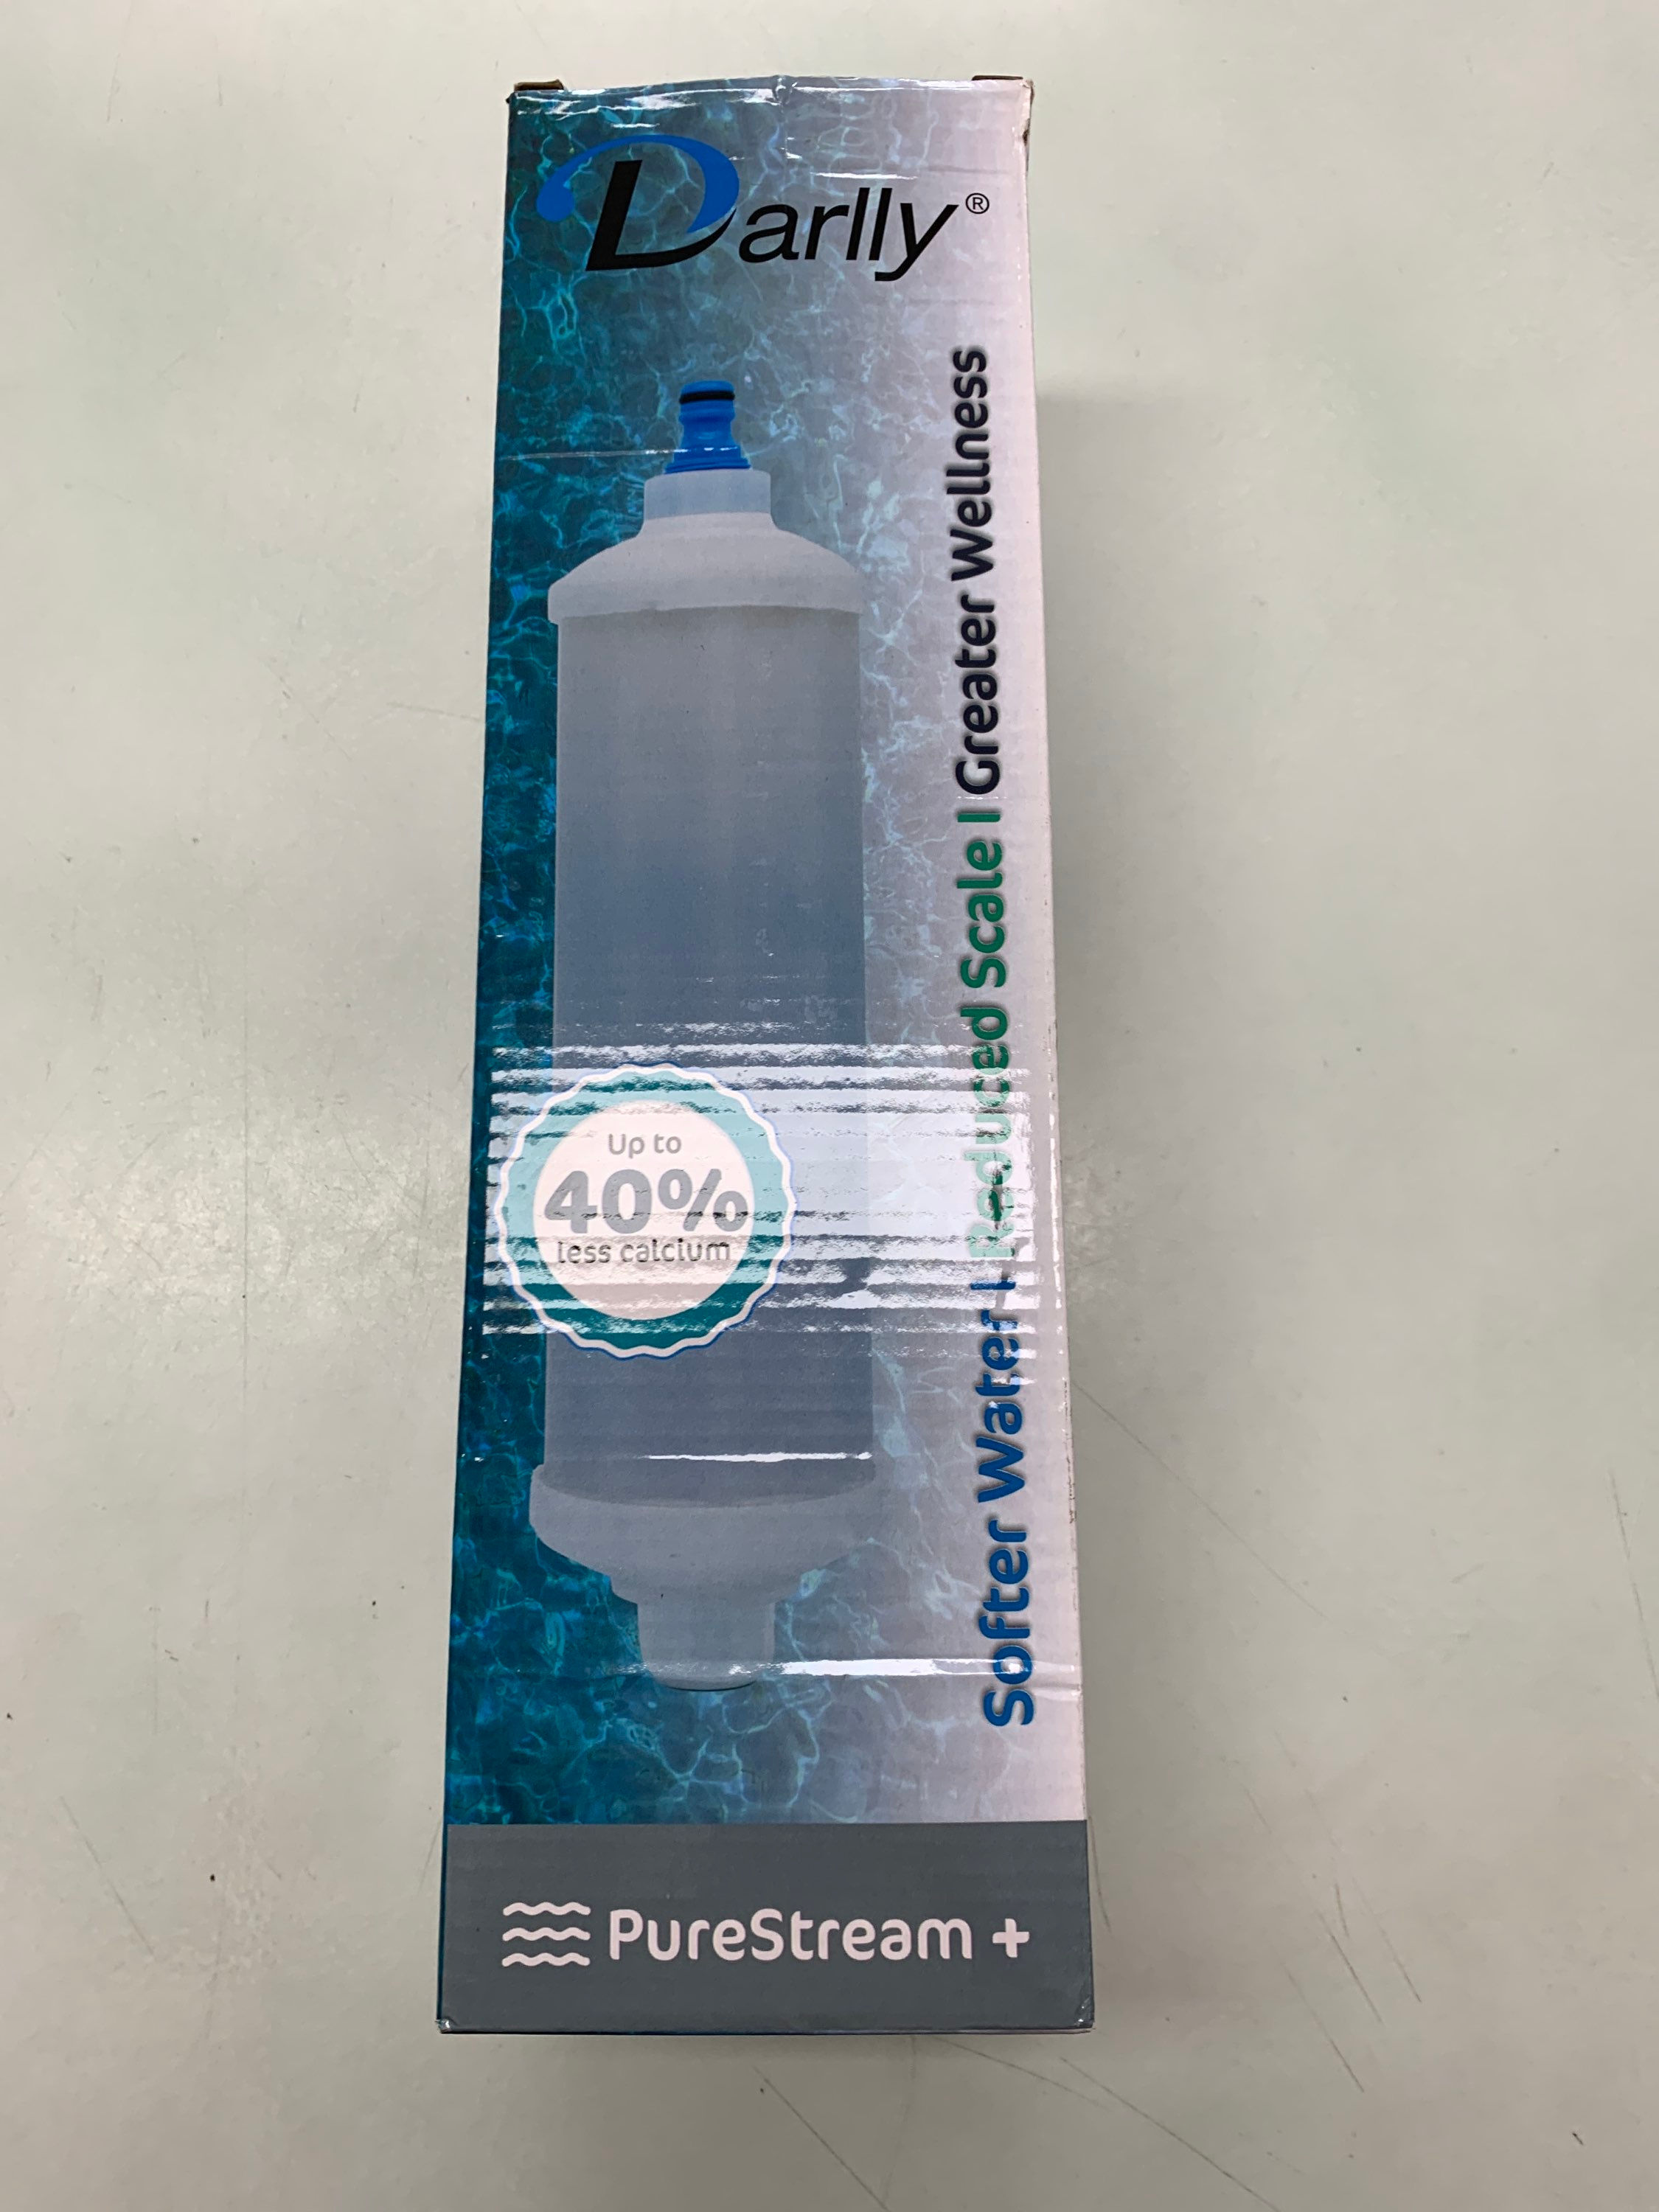 Darlly®
Softer Water | Reduced Scale | Greater Wellness
Up to
40%
less calcium
PureStream +